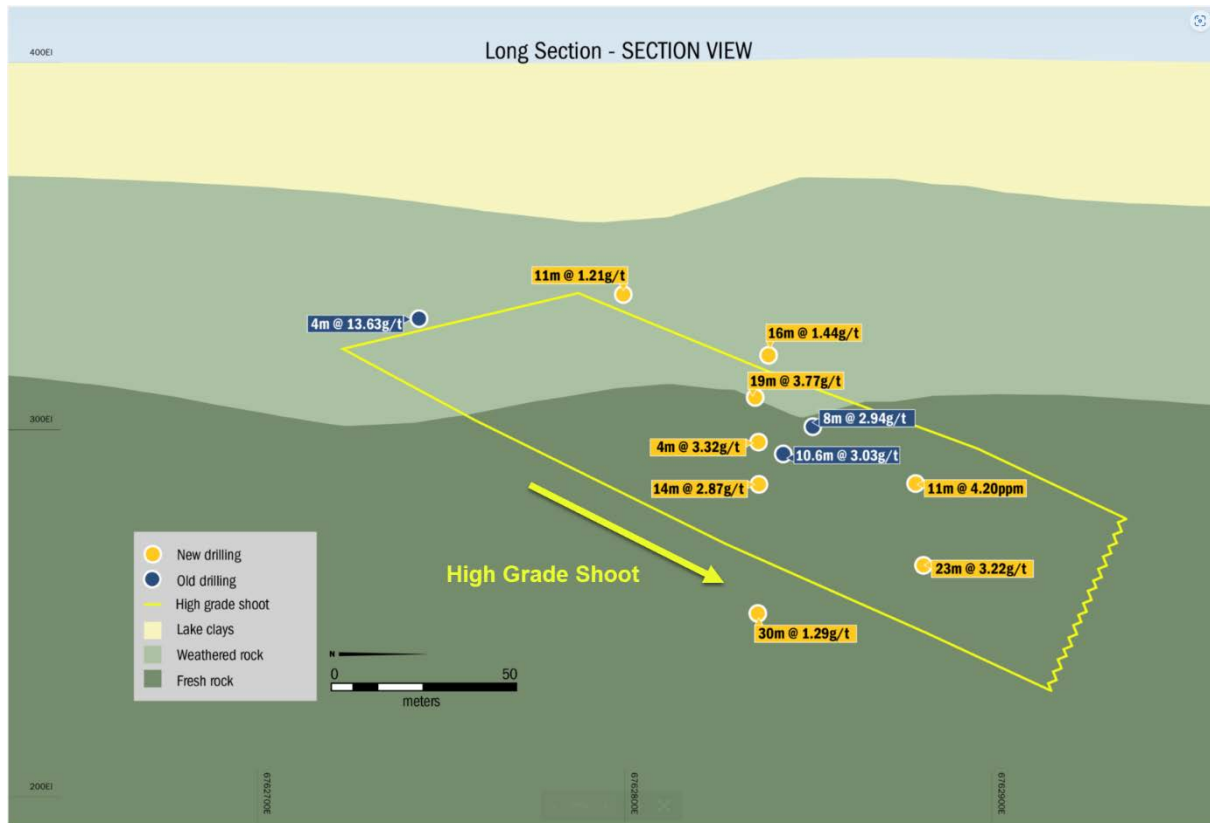 Long Section - SECTION VIEW
400El
11m @ 1.21g/t
4m @ 13.63g/t
16m @ 1.44g/t
19m @ 3.77g/t
8m @ 2.94g/t
300El
4m @ 3.32g/t
10.6m @ 3.03g/t
14m @ 2.87g/t
11m @ 4.20ppm
High Grade Shoot
23m @ 3.22g/t
30m @ 1.29g/t
New drilling
Old drilling
High grade shoot
Lake clays
Weathered rock
Fresh rock
N
0 50
meters
200El
6762700E
6762800E
6762900E